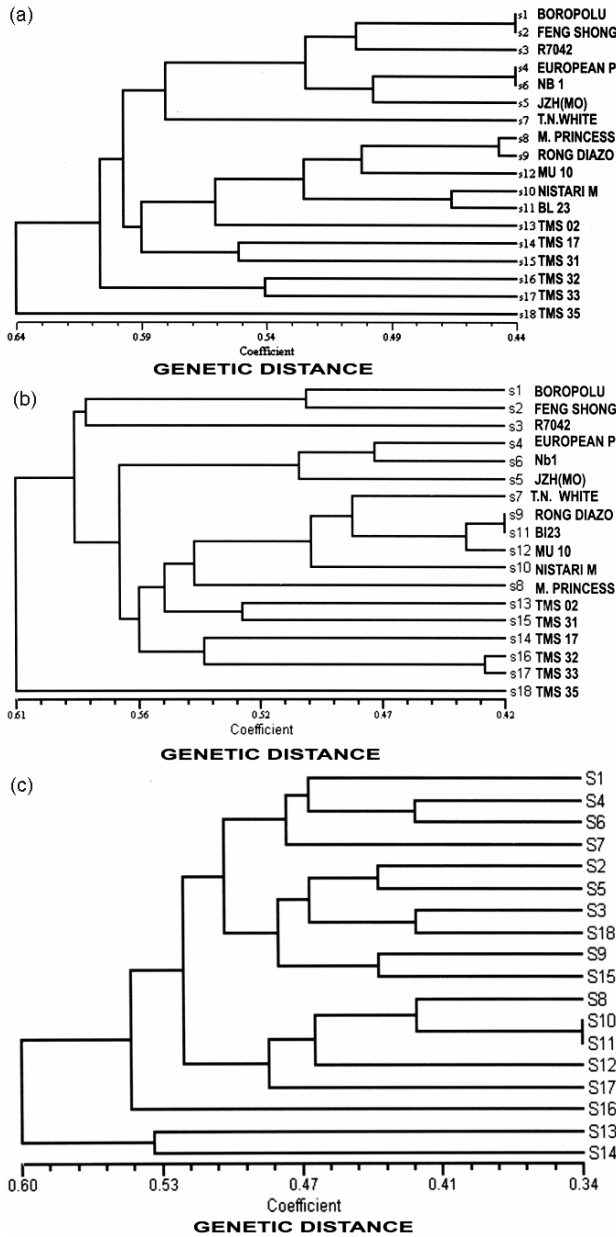 (a)
s1 BOROPOLU
s2 FENG SHONG
s3 R7042
s4 EUROPEAN P
s6 NB 1
s5 JZH(MO)
s7 T.N.WHITE
s8 M. PRINCESS
s9 RONG DIAZO
s12 MU 10
s10 NISTARI M
s11 BL 23
s13 TMS 02
s14 TMS 17
s15 TMS 31
s16 TMS 32
s17 TMS 33
s18 TMS 35
0.64 0.59 0.54 0.49 0.44
Coefficient
GENETIC DISTANCE
(b)
s1 BOROPOLU
s2 FENG SHONG
s3 R7042
s4 EUROPEAN P
s6 Nb1
s5 JZH(MO)
s7 T.N. WHITE
s9 RONG DIAZO
s11 BI23
s12 MU 10
s10 NISTARI M
s8 M. PRINCESS
s13 TMS 02
s15 TMS 31
s14 TMS 17
s16 TMS 32
s17 TMS 33
s18 TMS 35
0.61 0.56 0.52 0.47 0.42
Coefficient
GENETIC DISTANCE
(c)
S1
S4
S6
S7
S2
S5
S3
S18
S9
S15
S8
S10
S11
S12
S17
S16
S13
S14
0.60 0.53 0.47 0.41 0.34
Coefficient
GENETIC DISTANCE